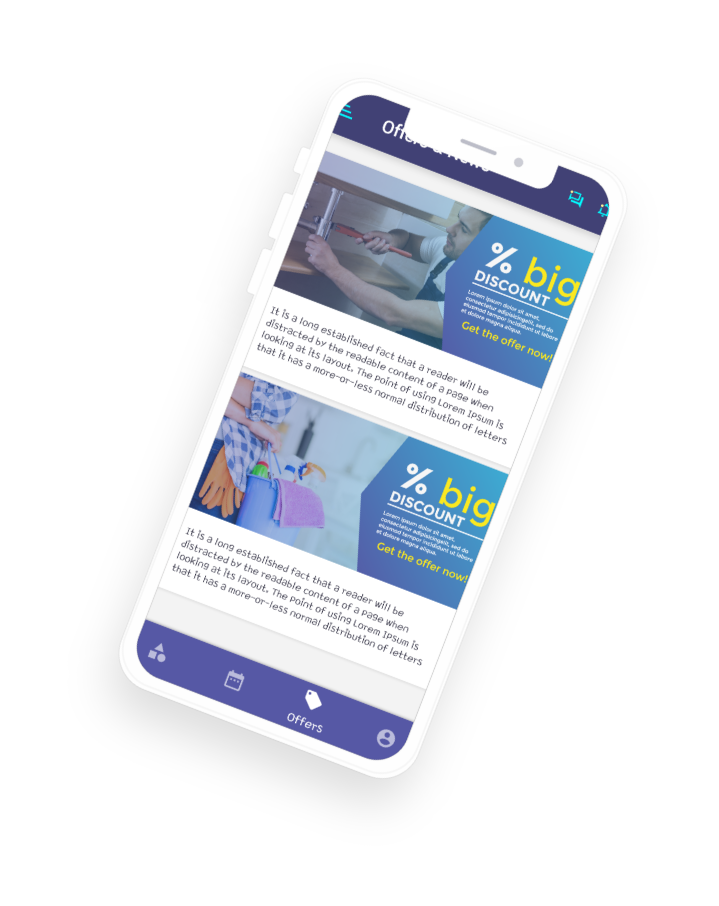 Offers & News
% big
DISCOUNT
Lorem ipsum dolor sit amet,
consectetur adipisicingelit, sed do
eiusmod tempor incididunt ut labore
et dolore magna aliqua.
Get the offer now!
It is a long established fact that a reader will be
distracted by the readable content of a page when
looking at its layout. The point of using Lorem Ipsum is
that it has a more-or-less normal distribution of letters
% big
DISCOUNT
Lorem ipsum dolor sit amet,
consectetur adipisicingelit, sed do
eiusmod tempor incididunt ut labore
et dolore magna aliqua.
Get the offer now!
It is a long established fact that a reader will be
distracted by the readable content of a page when
looking at its layout. The point of using Lorem Ipsum is
that it has a more-or-less normal distribution of letters
Offers